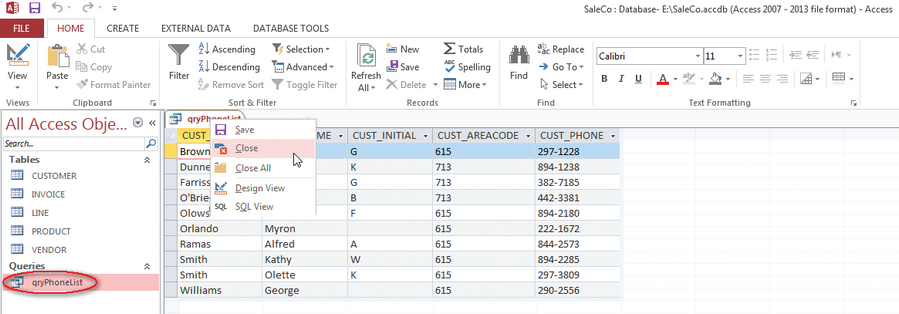 SaleCo : Database- E:\SaleCo.accdb (Access 2007 - 2013 file format) - Access
FILE HOME CREATE EXTERNAL DATA DATABASE TOOLS
View
Views
Paste
Cut
Copy
Format Painter
Clipboard
Filter
Ascending
Descending
Remove Sort
Selection
Advanced
Toggle Filter
Sort & Filter
Refresh
All
New
Save
Delete
Totals
Spelling
More
Records
Find
Replace
Go To
Select
Find
Calibri 11
B I U A
Text Formatting
All Access Obje...
Search...
Tables
CUSTOMER
INVOICE
LINE
PRODUCT
VENDOR
Queries
qryPhoneList
qryPhoneList
CUST_ ME CUST_INITIAL CUST_AREACODE CUST_PHONE
Brown G 615 297-1228
Dunne K 713 894-1238
Farriss G 713 382-7185
O'Brie B 713 442-3381
Olows F 615 894-2180
Orlando Myron 615 222-1672
Ramas Alfred A 615 844-2573
Smith Kathy W 615 894-2285
Smith Olette K 615 297-3809
Williams George 615 290-2556
Save
Close
Close All
Design View
SQL SQL View